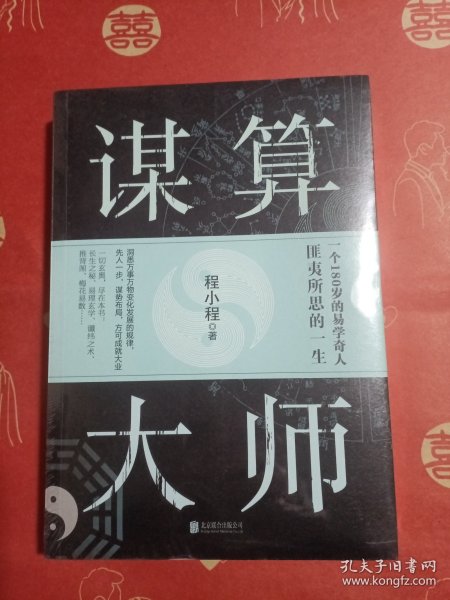 谋算
一个180岁的易学奇人
匪夷所思的一生
程小程◎著
洞悉万事万物变化发展的规律,
先人一步,谋势布局,方可成就大业
一切玄奥,尽在本书:
长生之秘、易理玄学、谶纬之术、
推背图、梅花易数……
大师
北京联合出版公司
孔夫子旧书网
www.kongfz.com